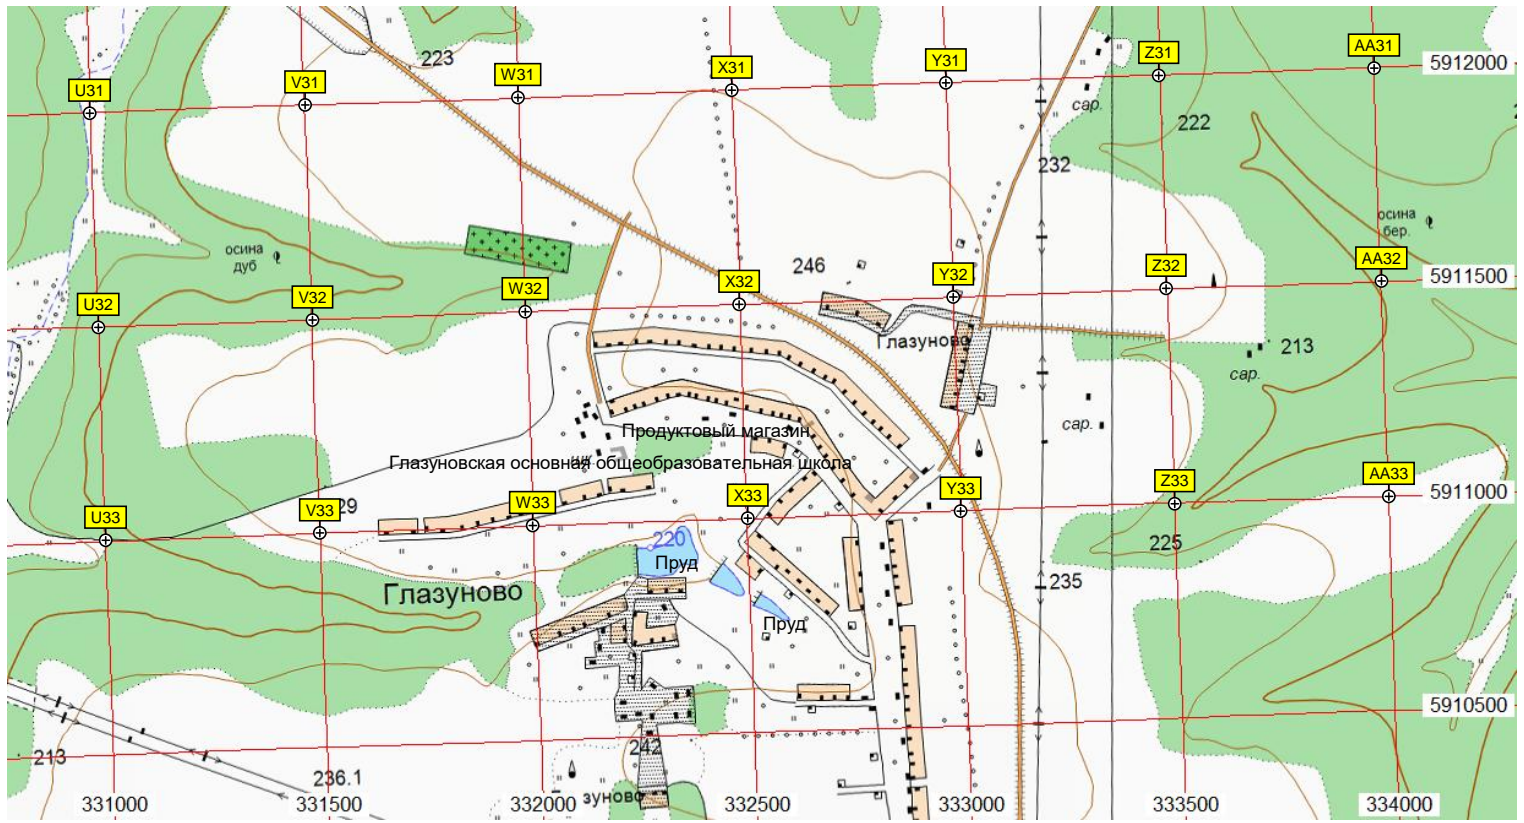 223
U31
V31
W31
X31
Y31
Z31
AA31
5912000
сар.
222
232
осина
дуб
осина
бер.
246
U32
V32
W32
X32
Y32
Z32
AA32
5911500
Глазуново
213
сар.
сар.
Продуктовый магазин
Глазуновская основная общеобразовательная школа
29
U33
V33
W33
X33
Y33
Z33
AA33
5911000
220
Пруд
225
235
Глазуново
Пруд
5910500
213
242
236.1
зуново
331000
331500
332000
332500
333000
333500
334000